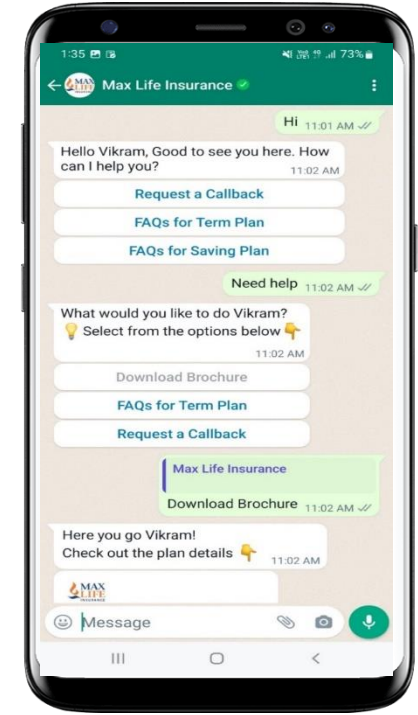 1:35
73%
MAX LIFE Max Life Insurance
Hi 11:01 AM
Hello Vikram, Good to see you here. How
can I help you?
11:02 AM
Request a Callback
FAQs for Term Plan
FAQs for Saving Plan
Need help 11:02 AM
What would you like to do Vikram?
💡 Select from the options below 👇
11:02 AM
Download Brochure
FAQs for Term Plan
Request a Callback
Max Life Insurance
Download Brochure 11:02 AM
Here you go Vikram!
Check out the plan details 👇
11:02 AM
MAX
LIFE
INSURANCE
Message